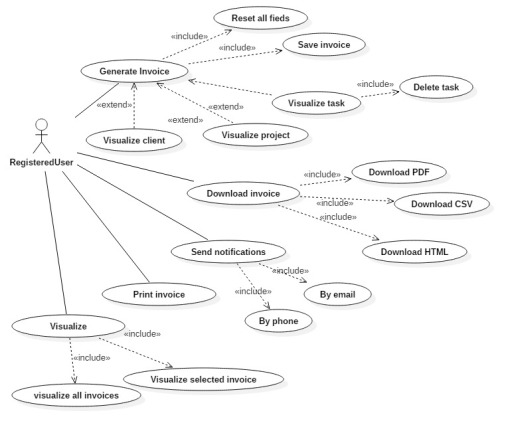 Reset all fieds
«include»
Save invoice
«include»
Generate Invoice
«include»
Delete task
Visualize task
«extend»
«extend»
«extend»
Visualize client
Visualize project
RegisteredUser
Download PDF
«include»
Download invoice
«include»
Download CSV
«include»
Send notifications
Download HTML
«include»
By email
Print invoice
«include»
By phone
Visualize
«include»
«include»
Visualize selected invoice
visualize all invoices